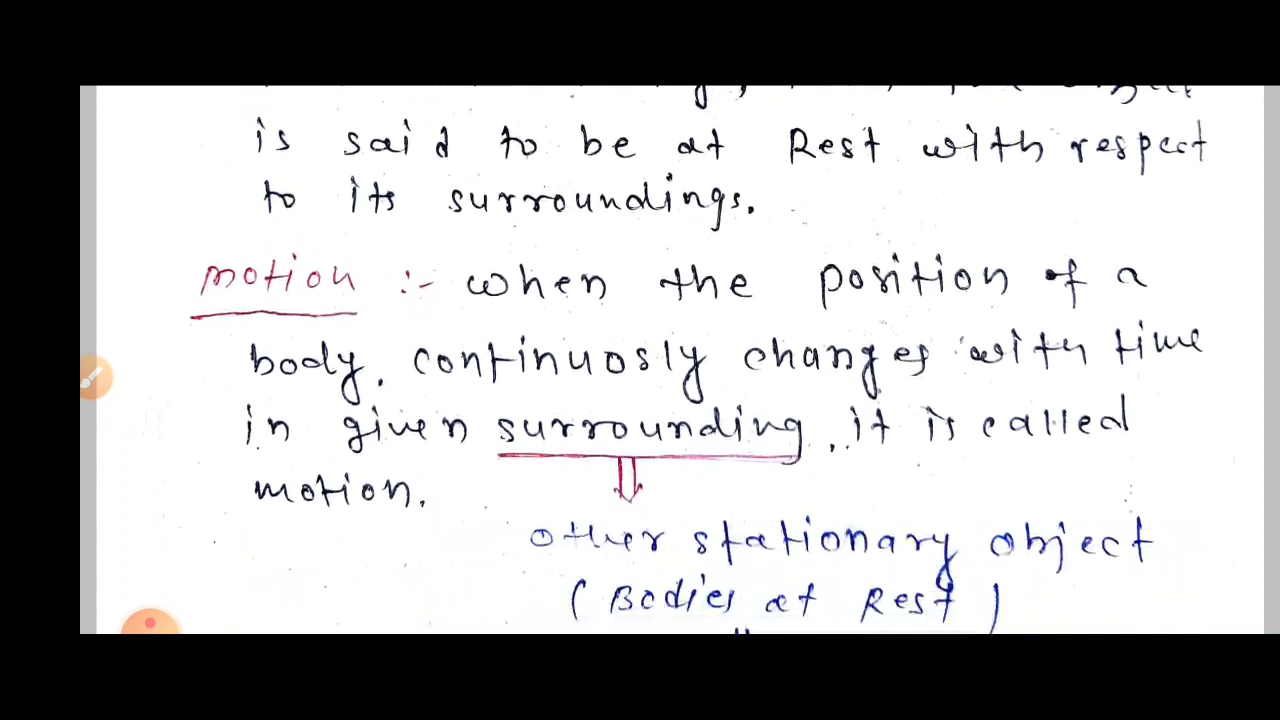 is said to be at Rest with respect
to its surroundings.
motion :- when the position of a
body. continuosly changes with time
in given surrounding, it is called
motion.
other stationary object
(Bodies at Rest)